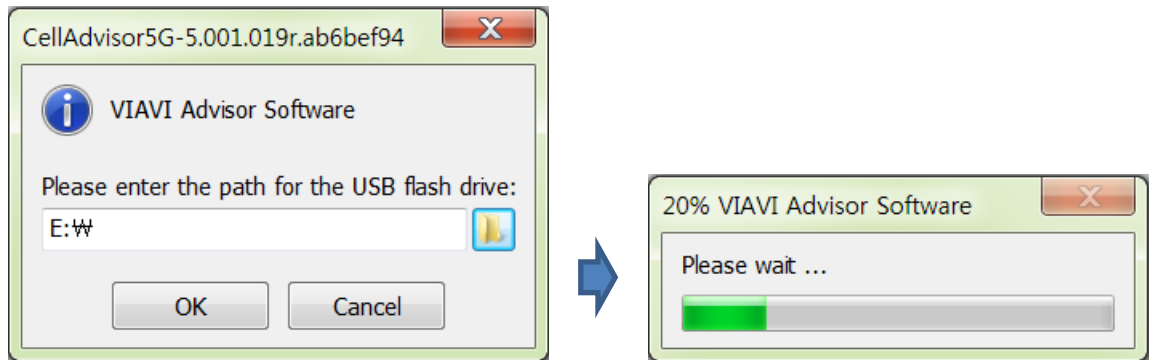 CellAdvisor5G-5.001.019r.ab6bef94
VIAVI Advisor Software
Please enter the path for the USB flash drive:
E:₩
OK
Cancel
20% VIAVI Advisor Software
Please wait ...